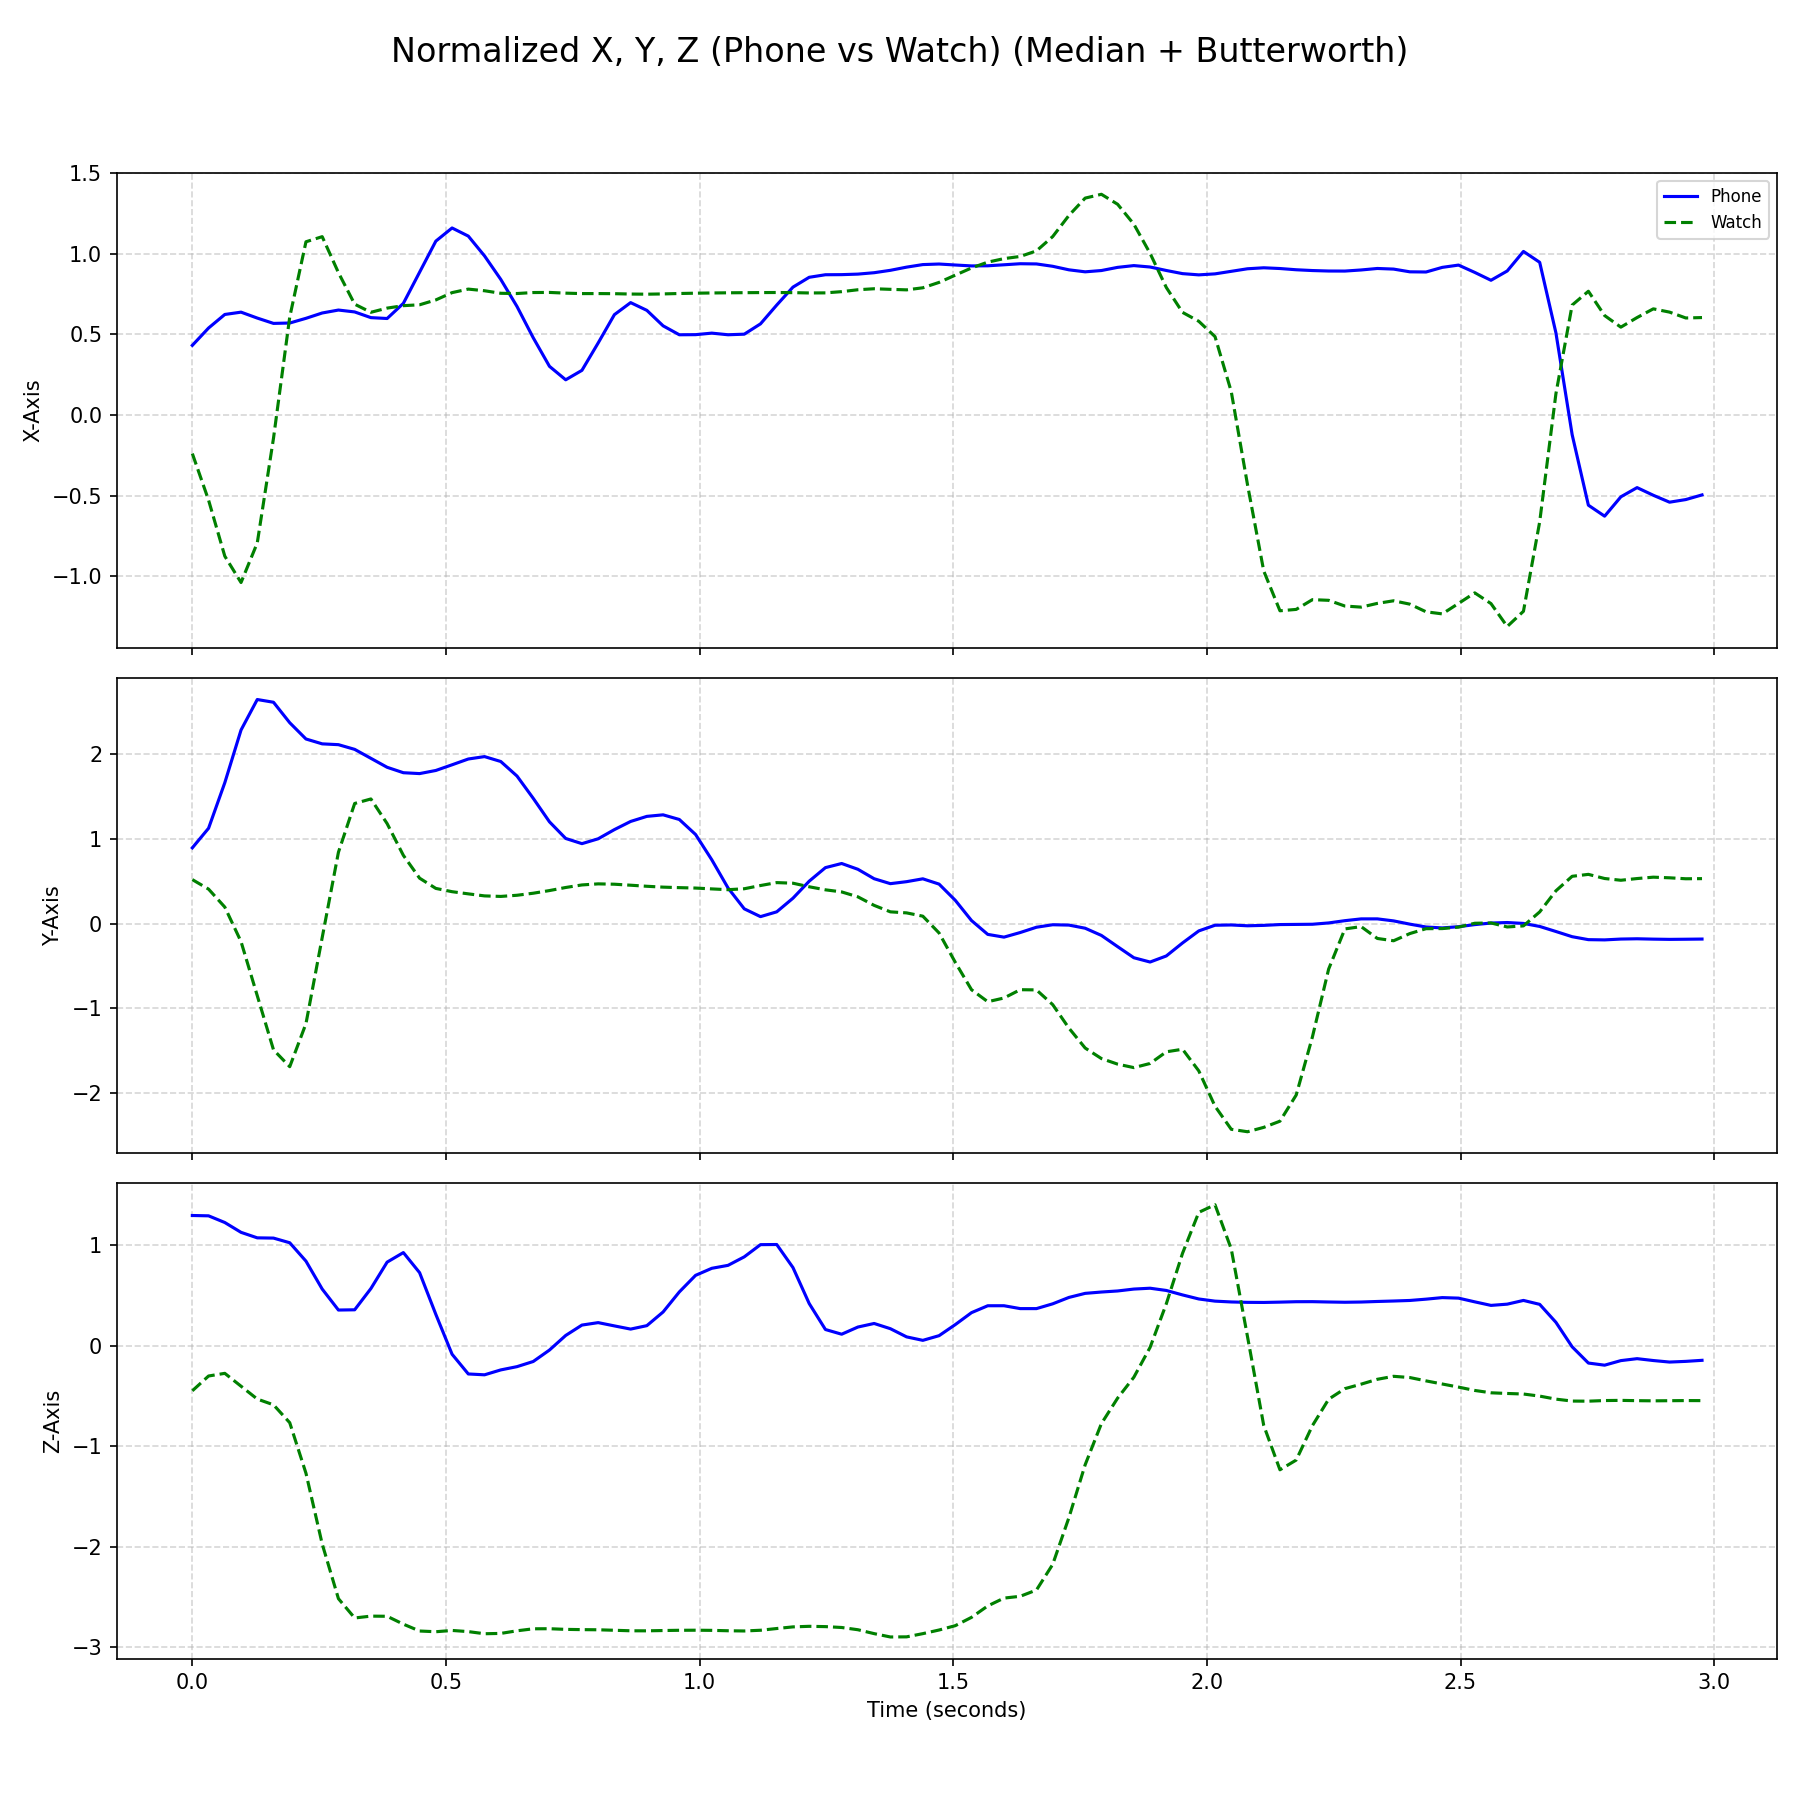 Normalized X, Y, Z (Phone vs Watch) (Median + Butterworth)
1.5
1.0
0.5
0.0
−0.5
−1.0
X-Axis
Phone
Watch
2
1
0
−1
−2
Y-Axis
1
0
−1
−2
−3
Z-Axis
0.0 0.5 1.0 1.5 2.0 2.5 3.0
Time (seconds)